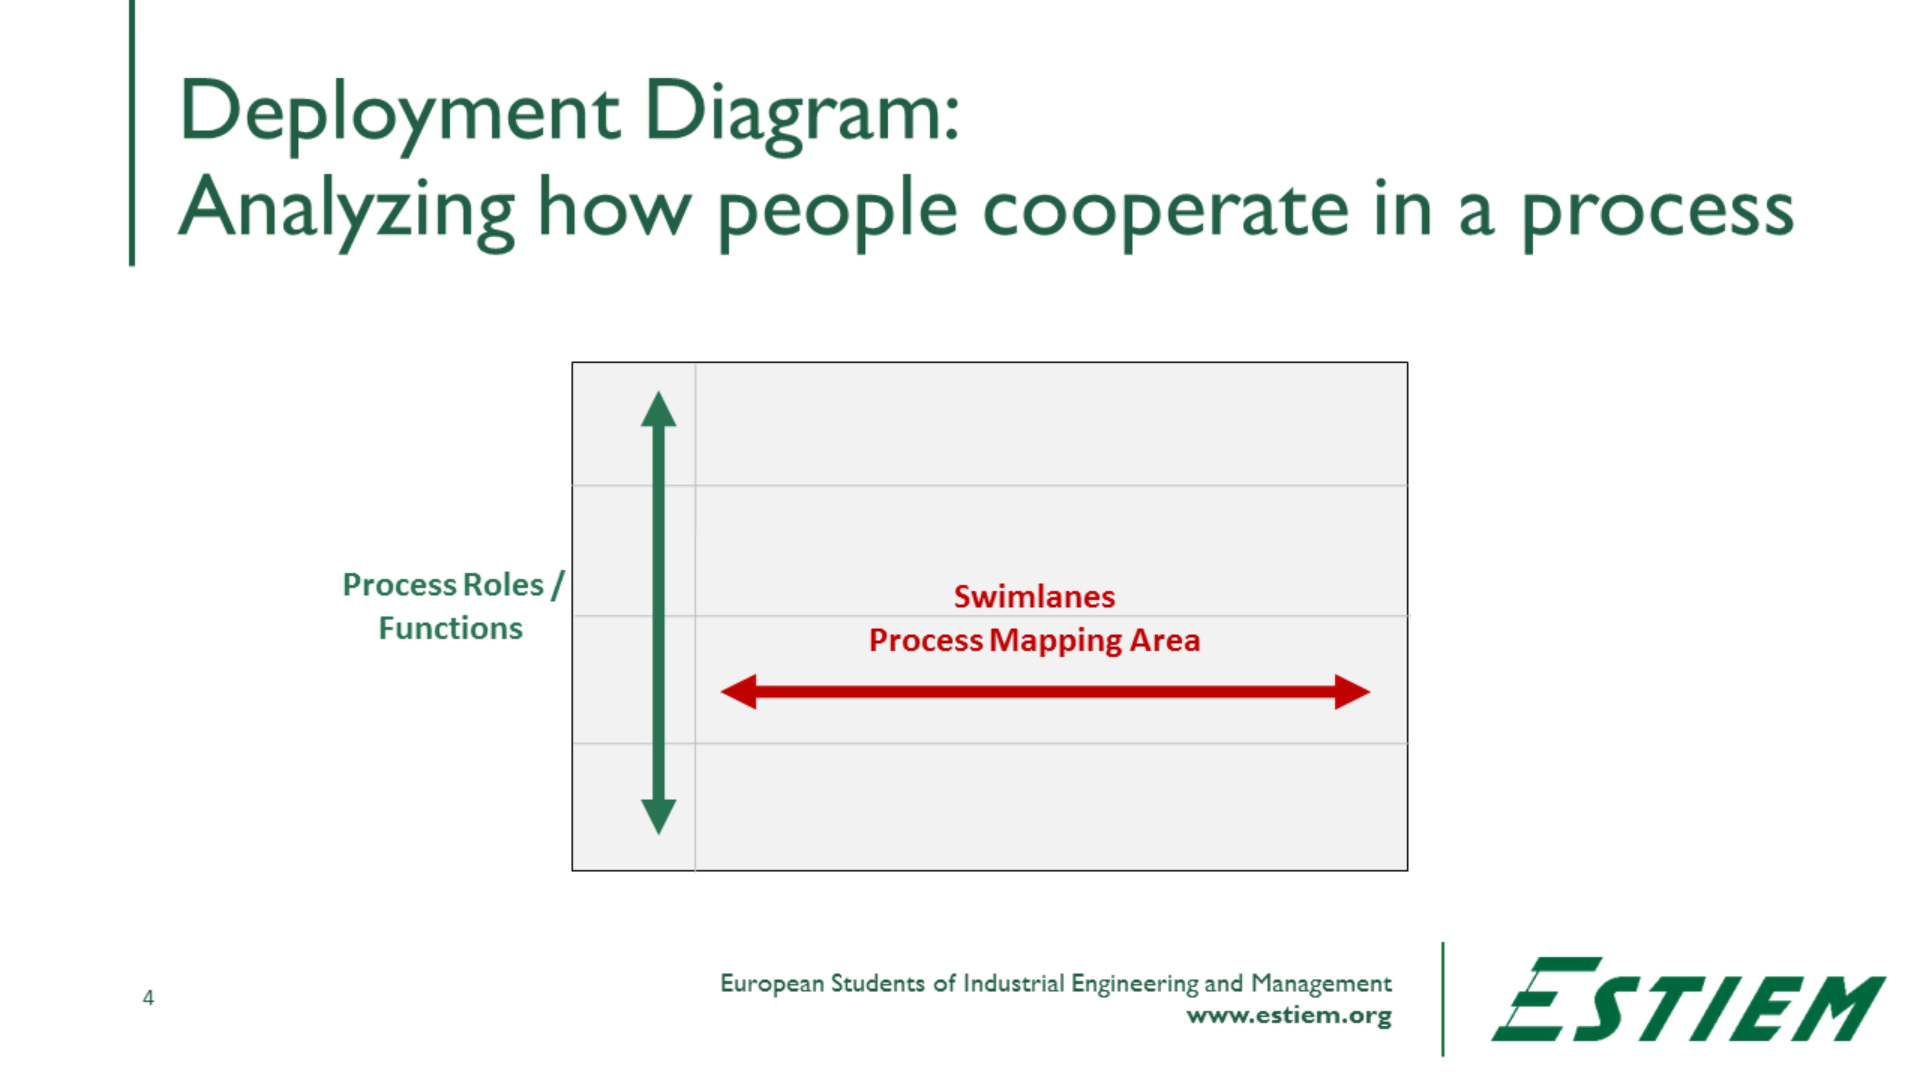 Deployment Diagram:
Analyzing how people cooperate in a process
Process Roles /
Functions
Swimlanes
Process Mapping Area
4
European Students of Industrial Engineering and Management
www.estiem.org
ESTIEM